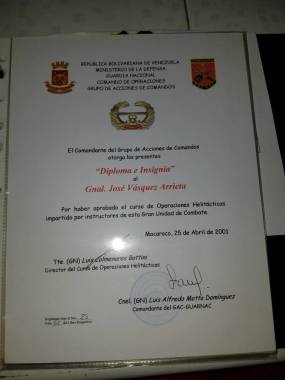 REPÚBLICA BOLIVARIANA DE VENEZUELA
MINISTERIO DE LA DEFENSA
GUARDIA NACIONAL
COMANDO DE OPERACIONES
GRUPO DE ACCIONES DE COMANDOS
El Comandante del Grupo de Acciones de Comandos
otorga los presentes
"Diploma e Insignia"
al
Gnal. José Vásquez Arrieta
Por haber aprobado el curso de Operaciones Helitácticas
impartido por instructores de esta Gran Unidad de Combate
Macaraco, 25 de Abril de 2001
Tte. (GN) Luis Colmenares Bottini
Director del Curso de Operaciones Helitácticas
Cnel. (GN) Luis Alfredo Motta Domínguez
Comandante del GAC-GUARNAC